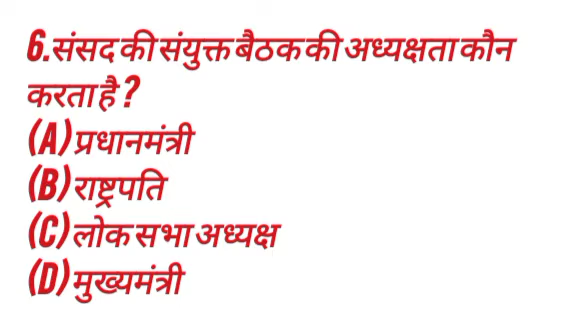 6.संसद की संयुक्त बैठक की अध्यक्षता कौन
करता है ?
(A) प्रधानमंत्री
(B) राष्ट्रपति
(C) लोक सभा अध्यक्ष
(D) मुख्यमंत्री